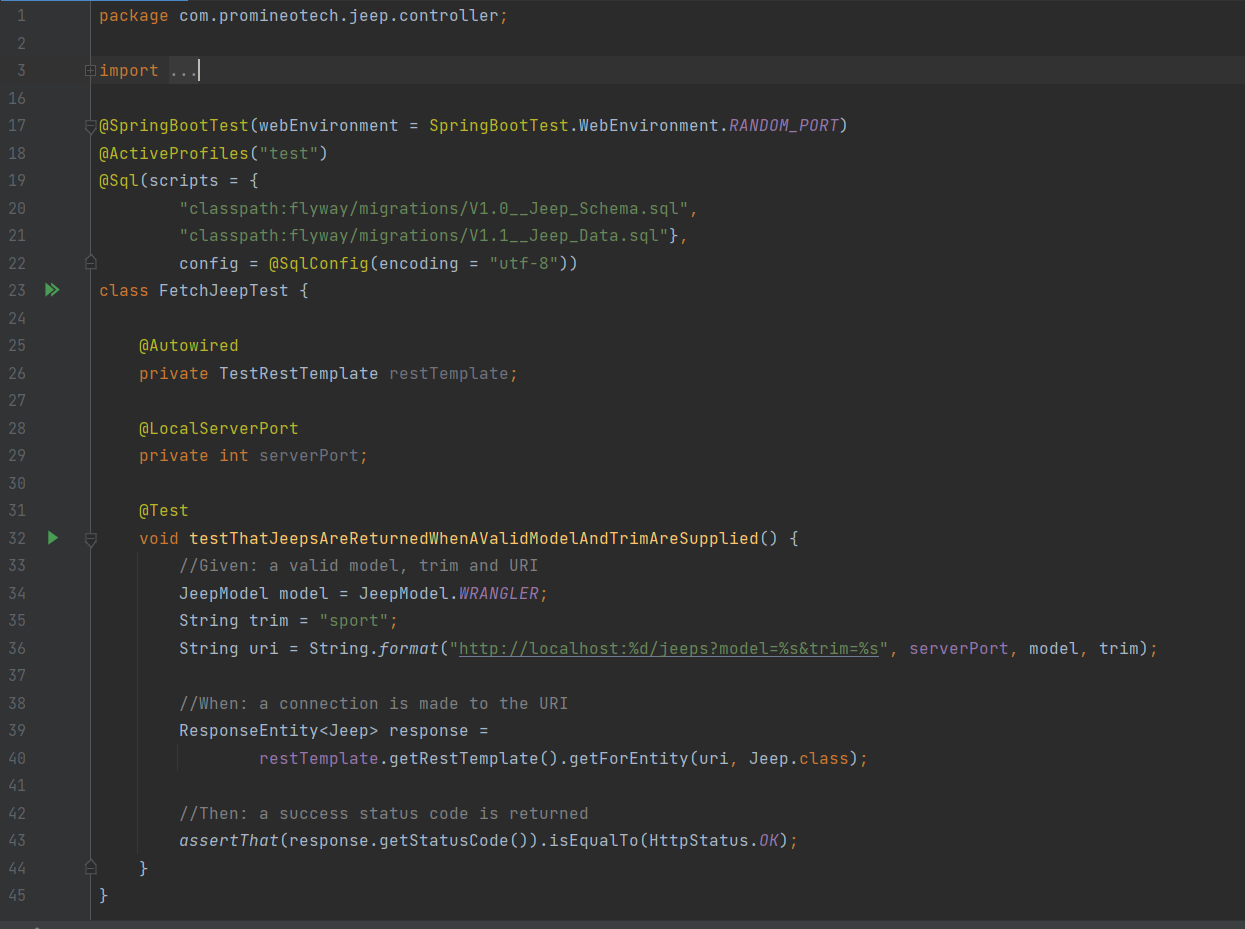 1 package com.promineotech.jeep.controller;
2
3 import ...
16
17 @SpringBootTest(webEnvironment = SpringBootTest.WebEnvironment.RANDOM_PORT)
18 @ActiveProfiles("test")
19 @Sql(scripts = {
20         "classpath:flyway/migrations/V1.0__Jeep_Schema.sql",
21         "classpath:flyway/migrations/V1.1__Jeep_Data.sql"},
22         config = @SqlConfig(encoding = "utf-8"))
23 class FetchJeepTest {
24
25     @Autowired
26     private TestRestTemplate restTemplate;
27
28     @LocalServerPort
29     private int serverPort;
30
31     @Test
32     void testThatJeepsAreReturnedWhenAValidModelAndTrimAreSupplied() {
33         //Given: a valid model, trim and URI
34         JeepModel model = JeepModel.WRANGLER;
35         String trim = "sport";
36         String uri = String.format("http://localhost:%d/jeeps?model=%s&trim=%s", serverPort, model, trim);
37
38         //When: a connection is made to the URI
39         ResponseEntity<Jeep> response =
40                 restTemplate.getRestTemplate().getForEntity(uri, Jeep.class);
41
42         //Then: a success status code is returned
43         assertThat(response.getStatusCode()).isEqualTo(HttpStatus.OK);
44     }
45 }